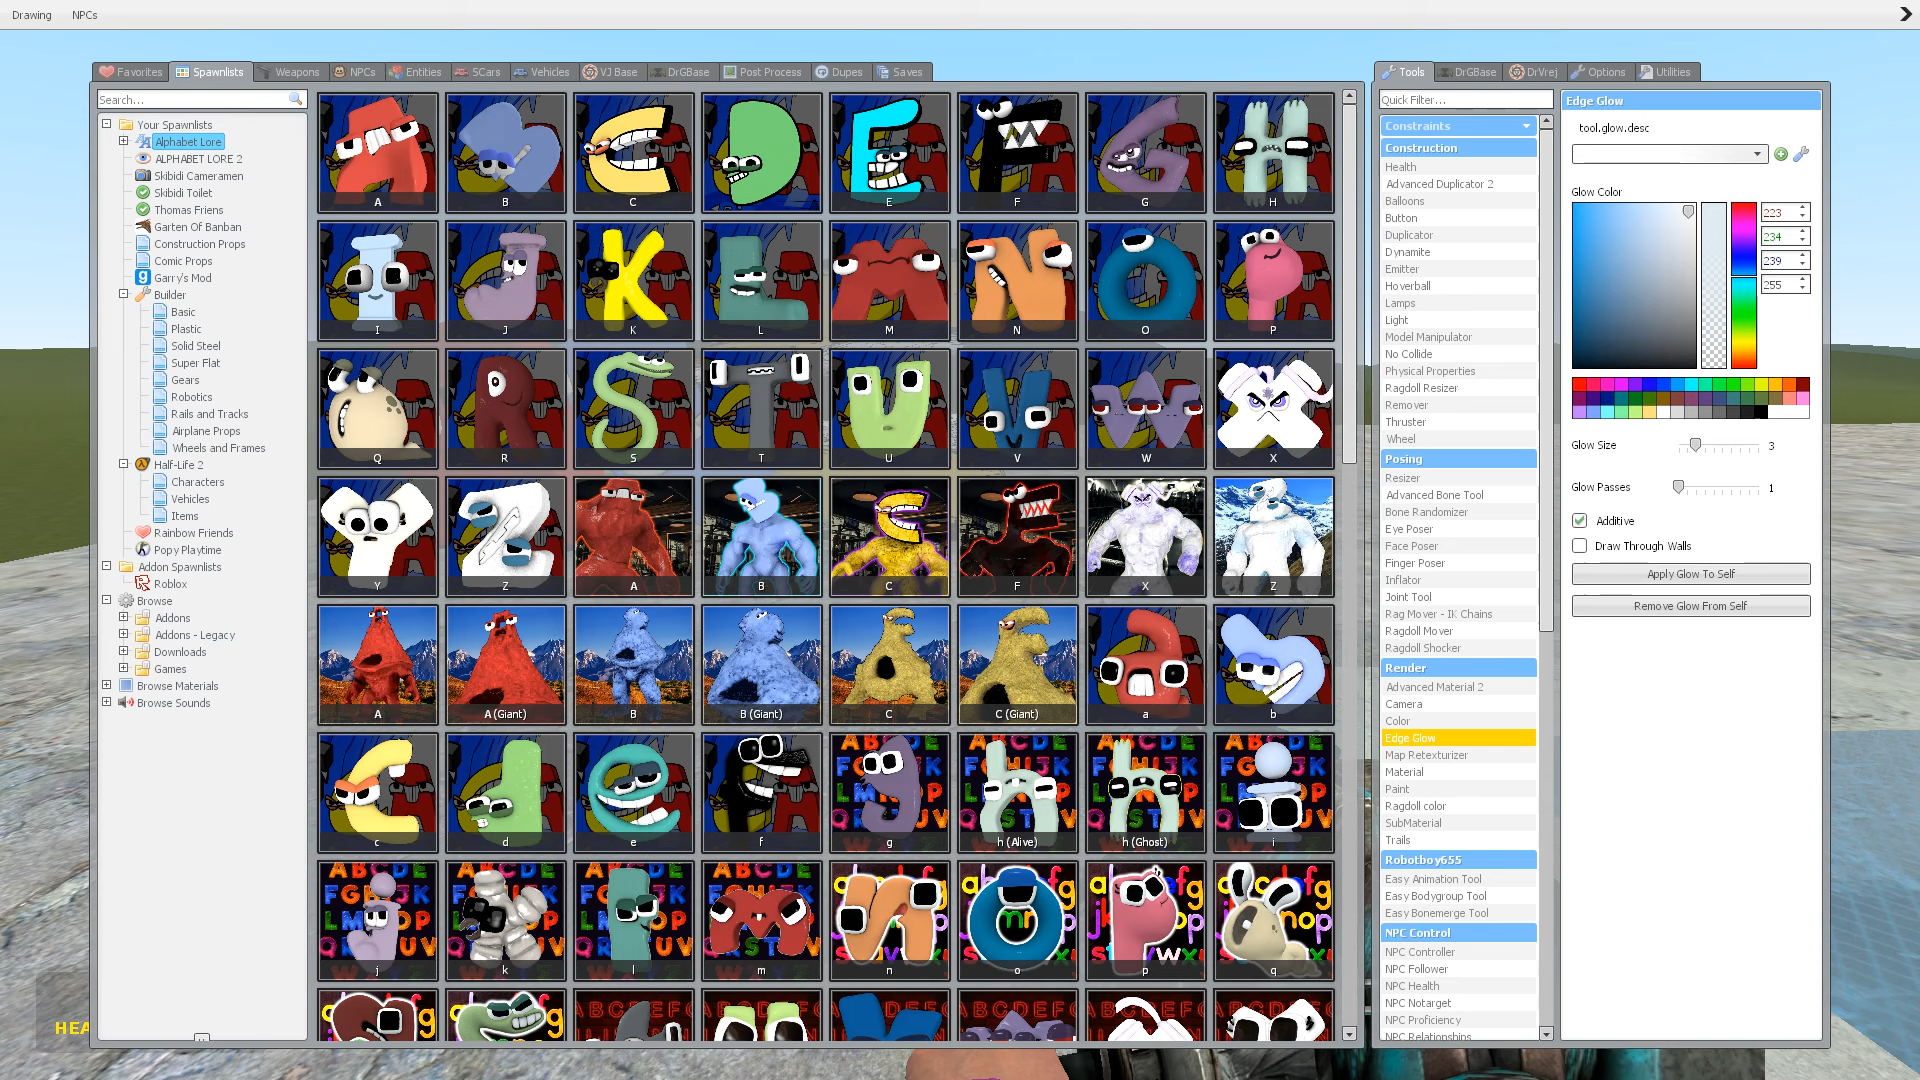 Drawing NPCs
Favorites Spawnlists Weapons NPCs Entities SCars Vehicles VJ Base DrGBase Post Process Dupes Saves
Search...
Your Spawnlists
Alphabet Lore
ALPHABET LORE 2
Skibidi Cameramen
Skibidi Toilet
Thomas Friens
Garten Of Banban
Construction Props
Comic Props
Garry's Mod
Builder
Basic
Plastic
Solid Steel
Super Flat
Gears
Robotics
Rails and Tracks
Airplane Props
Wheels and Frames
Half-Life 2
Characters
Vehicles
Items
Rainbow Friends
Popy Playtime
Addon Spawnlists
Roblox
Browse
Addons
Addons - Legacy
Downloads
Games
Browse Materials
Browse Sounds
A B C D E F G H
I J K L M N O P
Q R S T U V W X
Y Z A B C F X Z
A A (Giant) B B (Giant) C C (Giant) a b
c d e f g h (Alive) h (Ghost) i
j k l m n o p q
Tools DrGBase DrVrej Options Utilities
Quick Filter...
Constraints
Construction
Health
Advanced Duplicator 2
Balloons
Button
Duplicator
Dynamite
Emitter
Hoverball
Lamps
Light
Model Manipulator
No Collide
Physical Properties
Ragdoll Resizer
Remover
Thruster
Wheel
Posing
Resizer
Advanced Bone Tool
Bone Randomizer
Eye Poser
Face Poser
Finger Poser
Inflator
Joint Tool
Rag Mover - IK Chains
Ragdoll Mover
Ragdoll Shocker
Render
Advanced Material 2
Camera
Color
Edge Glow
Map Retexturizer
Material
Paint
Ragdoll color
SubMaterial
Trails
Robotboy655
Easy Animation Tool
Easy Bodygroup Tool
Easy Bonemerge Tool
NPC Control
NPC Controller
NPC Follower
NPC Health
NPC Notarget
NPC Proficiency
NPC Relationships
Edge Glow
tool.glow.desc
Glow Color
223
234
239
255
Glow Size 3
Glow Passes 1
Additive
Draw Through Walls
Apply Glow To Self
Remove Glow From Self
HEA